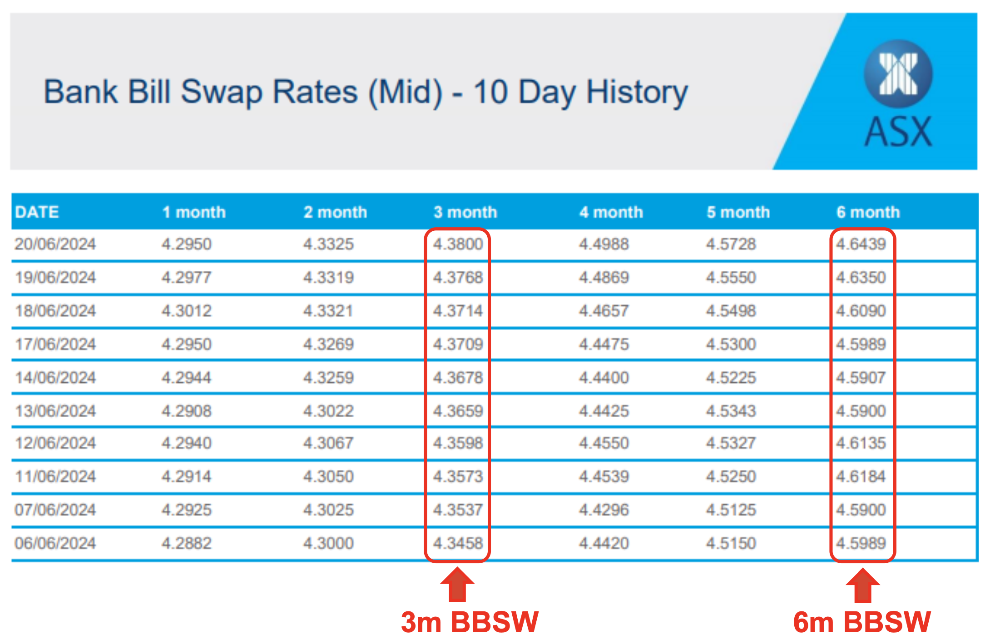 Bank Bill Swap Rates (Mid) - 10 Day History
ASX
DATE 1 month 2 month 3 month 4 month 5 month 6 month
20/06/2024 4.2950 4.3325 4.3800 4.4988 4.5728 4.6439
19/06/2024 4.2977 4.3319 4.3768 4.4869 4.5550 4.6350
18/06/2024 4.3012 4.3321 4.3714 4.4657 4.5498 4.6090
17/06/2024 4.2950 4.3269 4.3709 4.4475 4.5300 4.5989
14/06/2024 4.2944 4.3259 4.3678 4.4400 4.5225 4.5907
13/06/2024 4.2908 4.3022 4.3659 4.4425 4.5343 4.5900
12/06/2024 4.2940 4.3067 4.3598 4.4550 4.5327 4.6135
11/06/2024 4.2914 4.3050 4.3573 4.4539 4.5250 4.6184
07/06/2024 4.2925 4.3025 4.3537 4.4296 4.5125 4.5900
06/06/2024 4.2882 4.3000 4.3458 4.4420 4.5150 4.5989
3m BBSW 6m BBSW